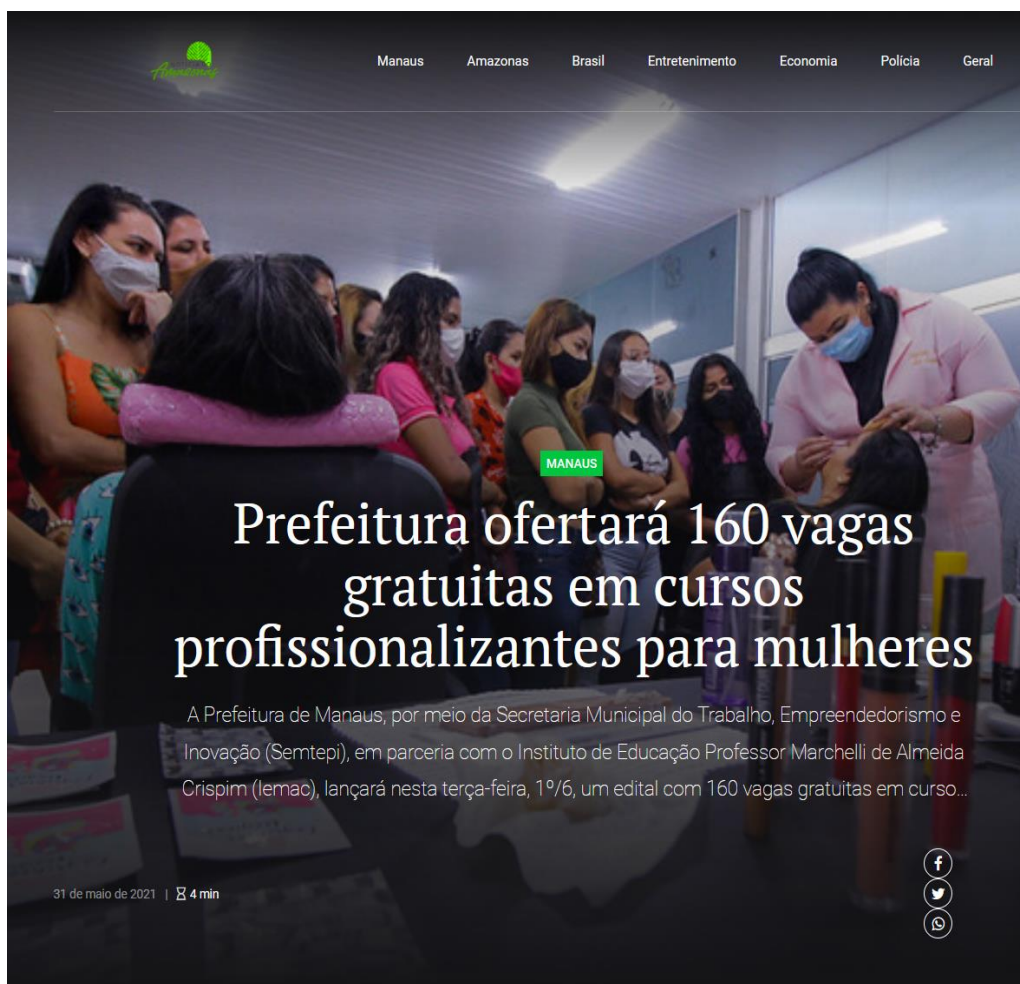 Amazonas
Manaus Amazonas Brasil Entretenimento Economia Polícia Geral
MANAUS
Prefeitura ofertará 160 vagas
gratuitas em cursos
profissionalizantes para mulheres
A Prefeitura de Manaus, por meio da Secretaria Municipal do Trabalho, Empreendedorismo e
Inovação (Semtepi), em parceria com o Instituto de Educação Professor Marchelli de Almeida
Crispim (Iemac), lançará nesta terça-feira, 1º/6, um edital com 160 vagas gratuitas em curso...
31 de maio de 2021 | 4 min